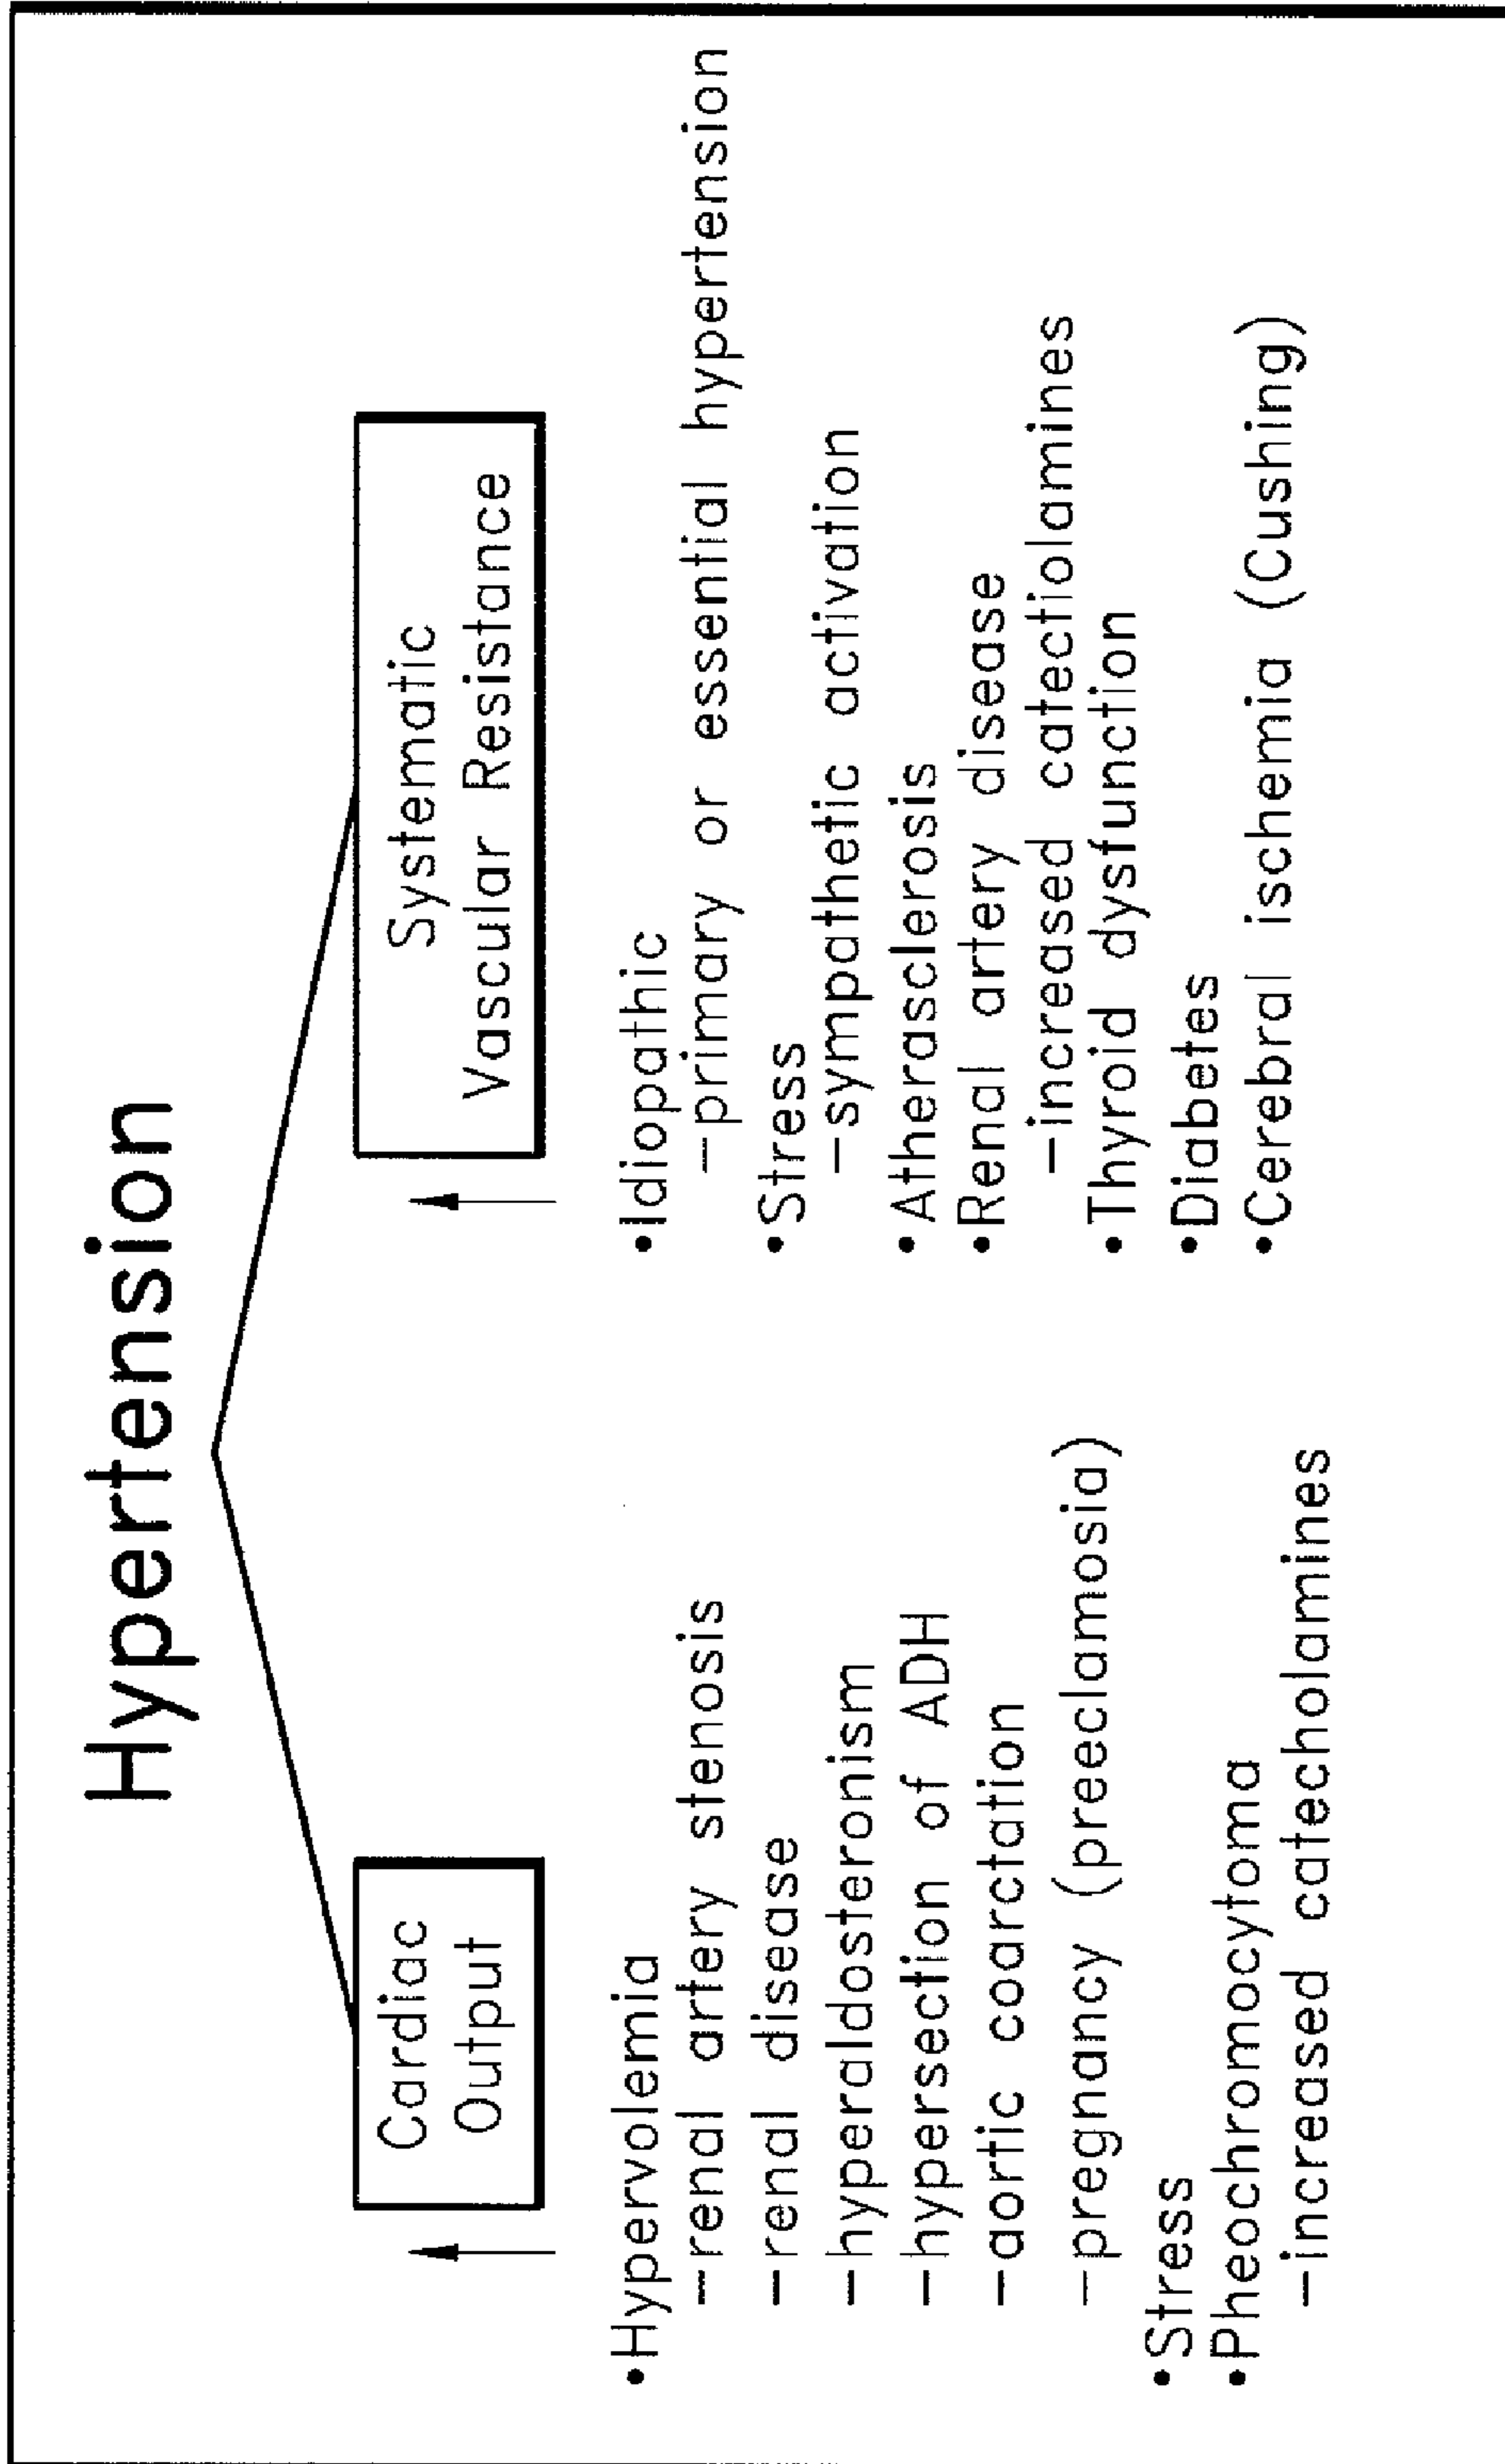 Hypertension
Cardiac
Output
•Hypervolemia
–renal artery stenosis
–renal disease
–hyperaldosteronism
–hypersection of ADH
–aortic coarctation
–pregnancy (preeclamosia)
•Stress
•Pheochromocytoma
–increased catecholamines
Systematic
Vascular Resistance
•Idiopathic
–primary or essential hypertension
•Stress
–sympathetic activation
•Atherasclerosis
•Renal artery disease
–increased catectiolamines
•Thyroid dysfunction
•Diabetes
•Cerebral ischemia (Cushing)